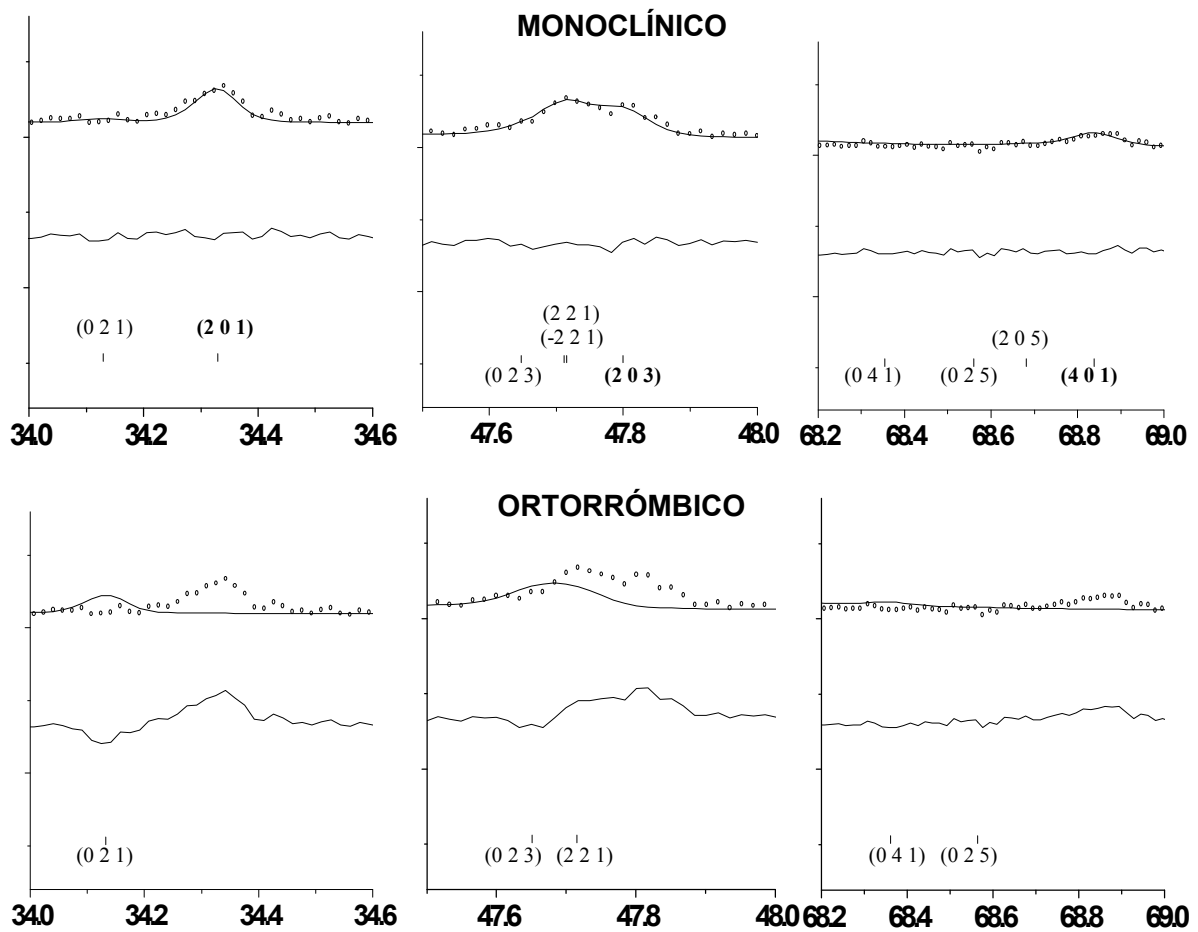 MONOCLÍNICO
(0 2 1) (2 0 1)
34.0 34.2 34.4 34.6
(2 2 1)
(-2 2 1)
(0 2 3) (2 0 3)
47.6 47.8 48.0
(2 0 5)
(0 4 1) (0 2 5) (4 0 1)
68.2 68.4 68.6 68.8 69.0
ORTORRÓMBICO
(0 2 1)
34.0 34.2 34.4 34.6
(0 2 3) (2 2 1)
47.6 47.8 48.0
(0 4 1) (0 2 5)
68.2 68.4 68.6 68.8 69.0